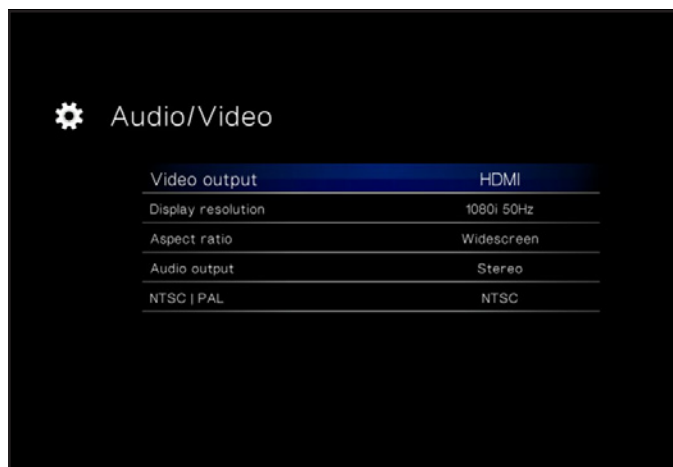 Audio/Video
Video output HDMI
Display resolution 1080i 50Hz
Aspect ratio Widescreen
Audio output Stereo
NTSC | PAL NTSC